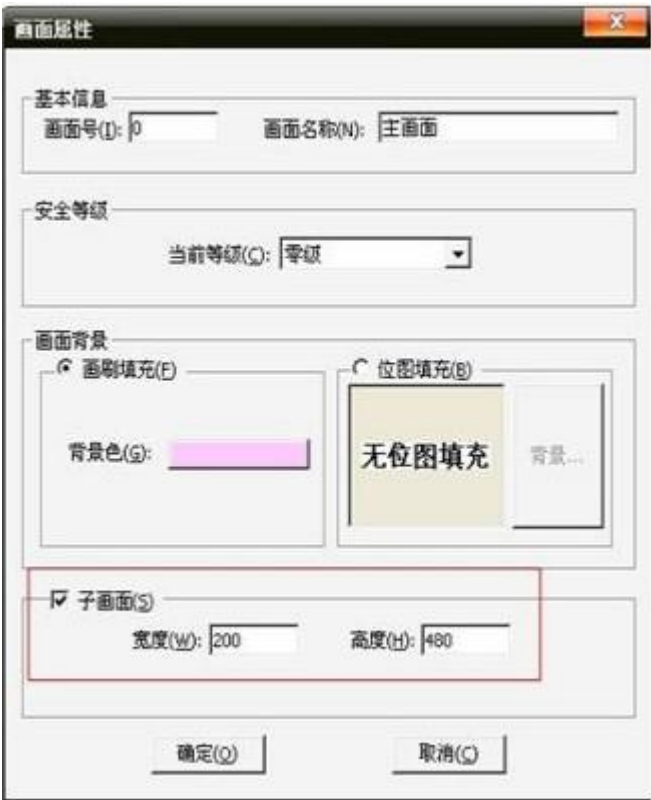 画面属性
基本信息
画面号(I): 0 画面名称(N): 主画面
安全等级
当前等级(C): 零级
画面背景
画刷填充(F) 位图填充(B)
背景色(G): 无位图填充 背景...
子画面(S)
宽度(W): 200 高度(H): 480
确定(O) 取消(C)